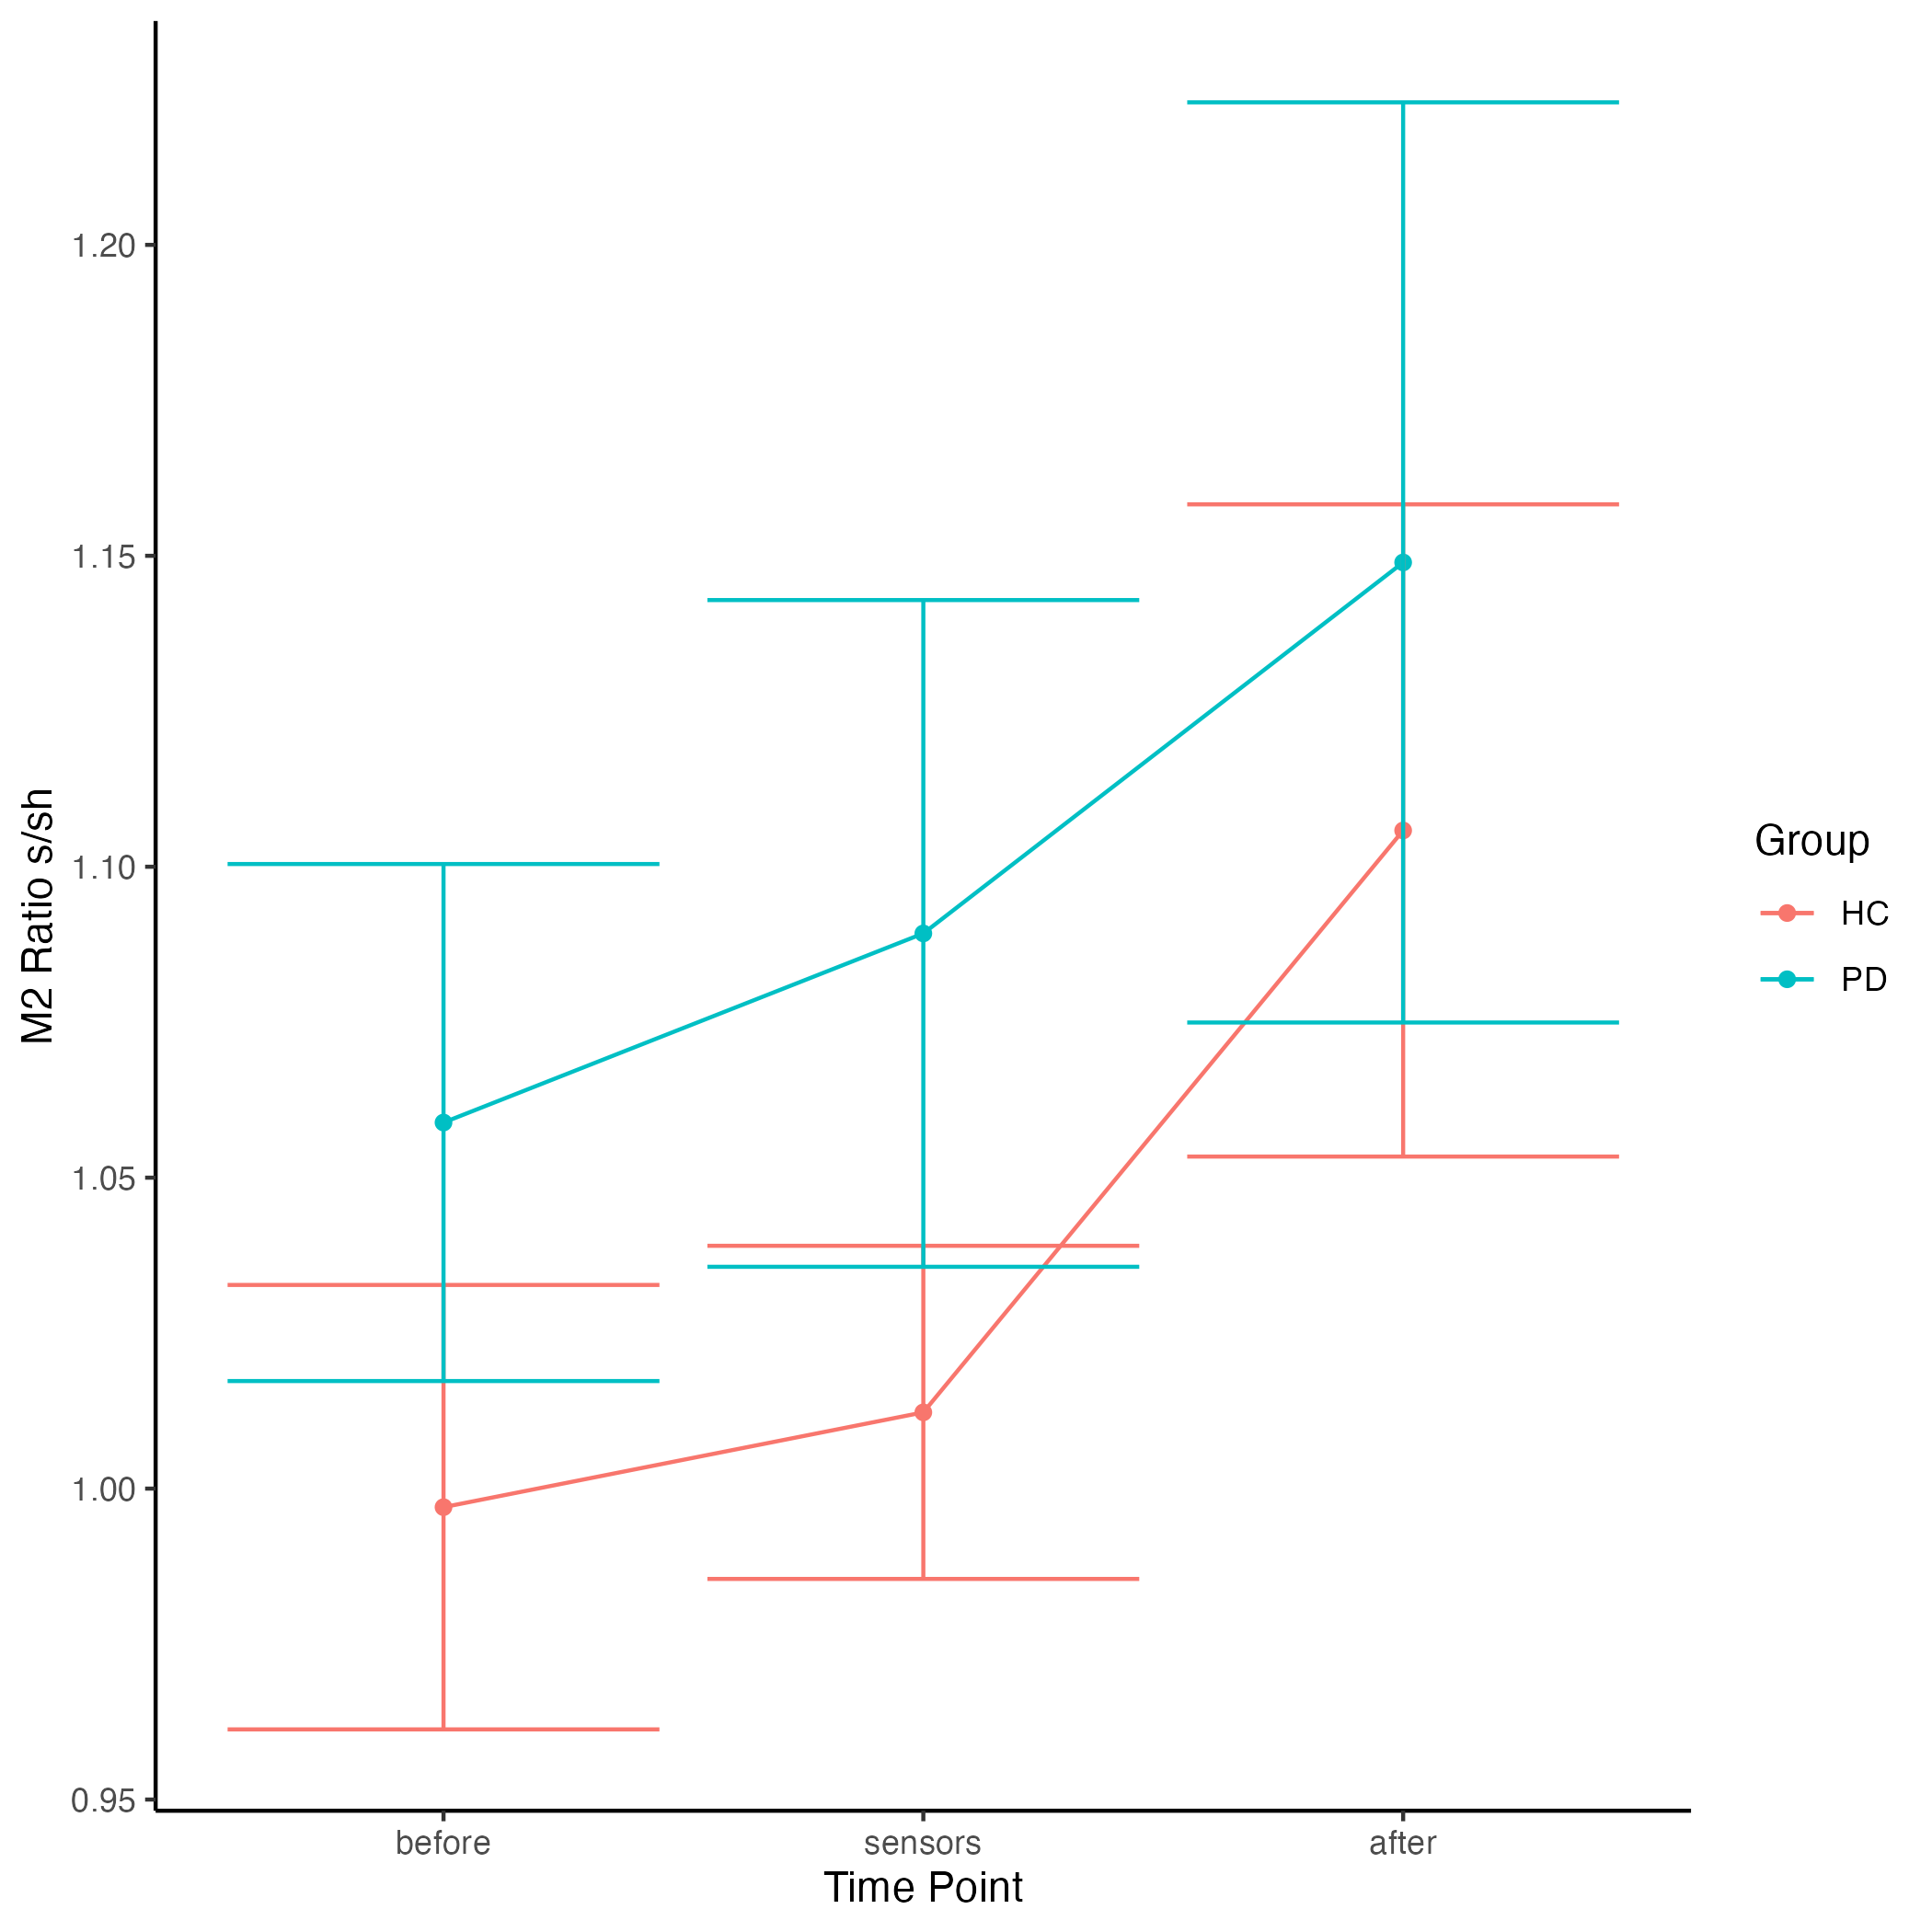 M2 Ratio s/sh
1.20
1.15
1.10
1.05
1.00
0.95
before sensors after
Time Point
Group
HC
PD